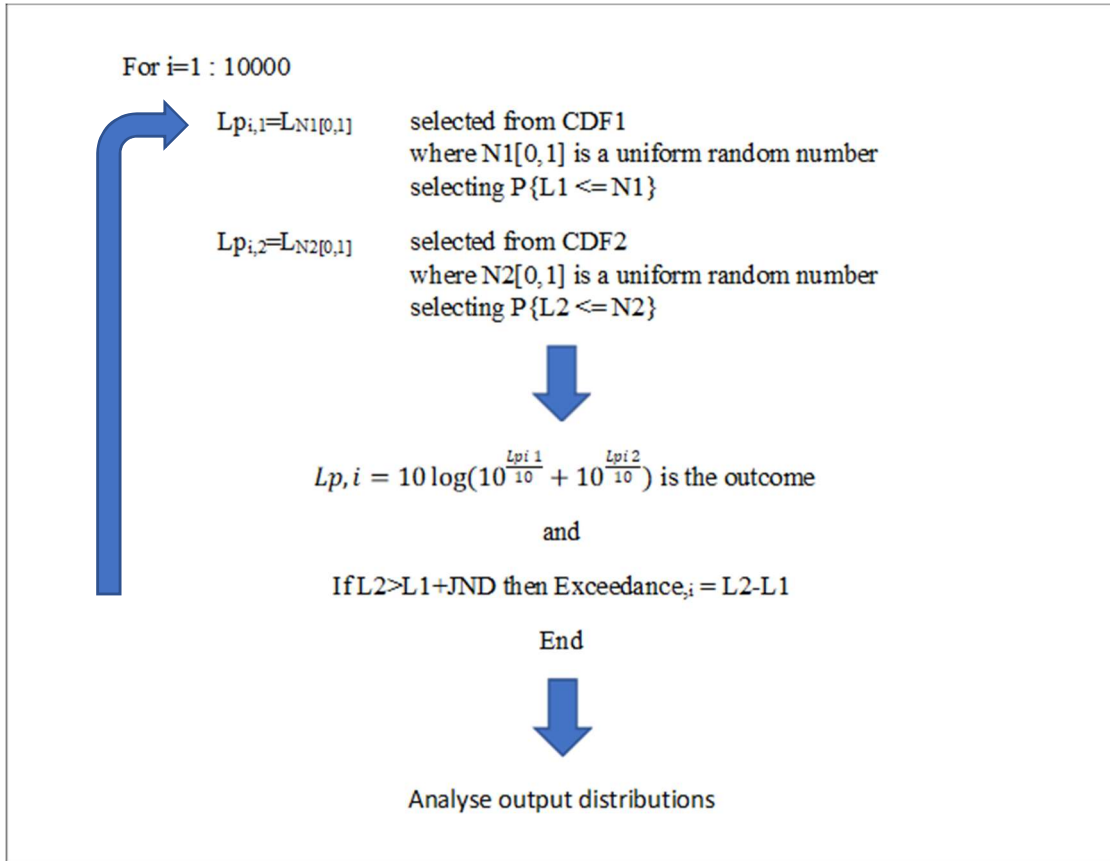 For i=1 : 10000
Lpi,1=LN1[0,1] selected from CDF1
where N1[0,1] is a uniform random number
selecting P{L1 <=N1}
Lpi,2=LN2[0,1] selected from CDF2
where N2[0,1] is a uniform random number
selecting P{L2 <=N2}
Lp, i = 10 log(10^(Lpi 1/10) + 10^(Lpi 2/10)) is the outcome
and
If L2>L1+JND then Exceedance,i = L2-L1
End
Analyse output distributions